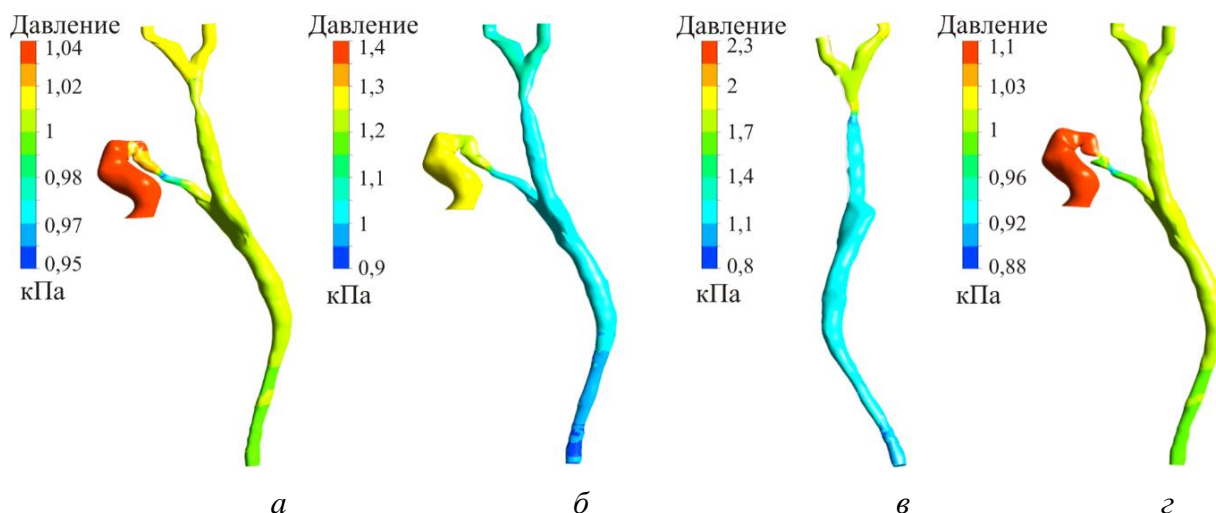 Давление
1,04
1,02
1
0,98
0,97
0,95
кПа
а
Давление
1,4
1,3
1,2
1,1
1
0,9
кПа
б
Давление
2,3
2
1,7
1,4
1,1
0,8
кПа
в
Давление
1,1
1,03
1
0,96
0,92
0,88
кПа
г